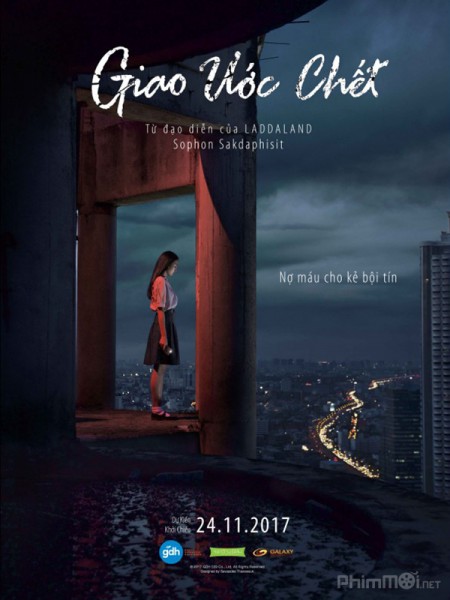 Giao Ước Chết
Từ đạo diễn của LADDALAND
Sophon Sakdaphisit
Nợ máu cho kẻ bội tín
Dự Kiến
Khởi Chiếu
24.11.2017
gdh
GALAXY
PHIMMOI.net